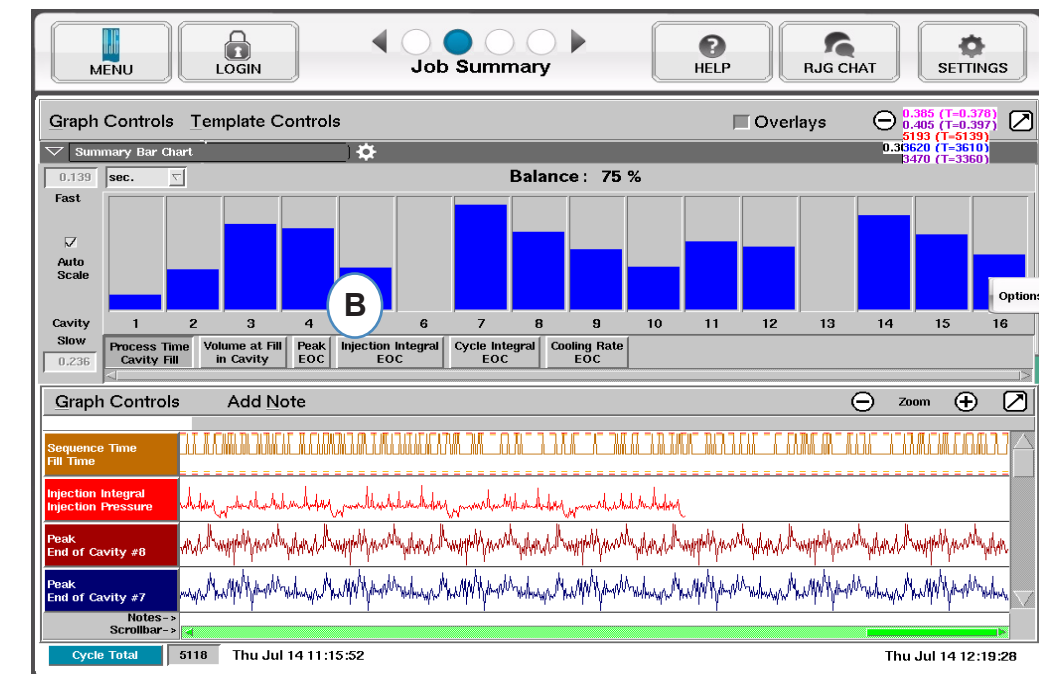 MENU
LOGIN
Job Summary
HELP
RJG CHAT
SETTINGS
Graph Controls Template Controls
Overlays
0.385 (T=0.378)
0.405 (T=0.397)
5193 (T=5139)
3620 (T=3610)
3470 (T=3360)
Summary Bar Chart
0.139 sec.
Balance: 75 %
Fast
Auto
Scale
B
Options
Cavity 1 2 3 4 6 7 8 9 10 11 12 13 14 15 16
Slow
0.236
Process Time
Cavity Fill
Volume at Fill
in Cavity
Peak
EOC
Injection Integral
EOC
Cycle Integral
EOC
Cooling Rate
EOC
Graph Controls Add Note
Zoom
Sequence Time
Fill Time
Injection Integral
Injection Pressure
Peak
End of Cavity #8
Peak
End of Cavity #7
Notes->
Scrollbar->
Cycle Total 5118 Thu Jul 14 11:15:52 Thu Jul 14 12:19:28